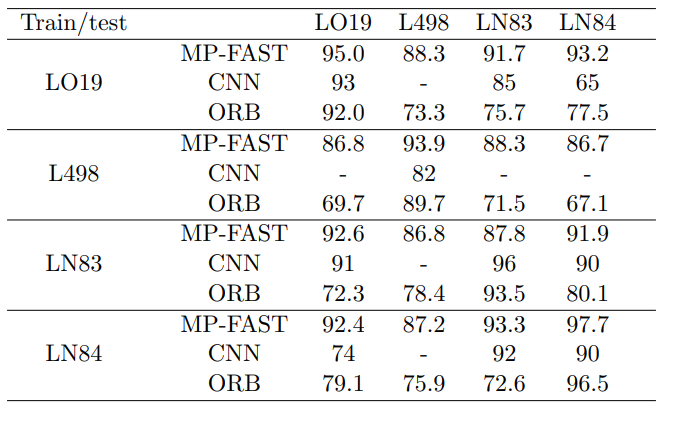 Train/test LO19 L498 LN83 LN84
MP-FAST 95.0 88.3 91.7 93.2
LO19 CNN 93 - 85 65
ORB 92.0 73.3 75.7 77.5
MP-FAST 86.8 93.9 88.3 86.7
L498 CNN - 82 - -
ORB 69.7 89.7 71.5 67.1
MP-FAST 92.6 86.8 87.8 91.9
LN83 CNN 91 - 96 90
ORB 72.3 78.4 93.5 80.1
MP-FAST 92.4 87.2 93.3 97.7
LN84 CNN 74 - 92 90
ORB 79.1 75.9 72.6 96.5